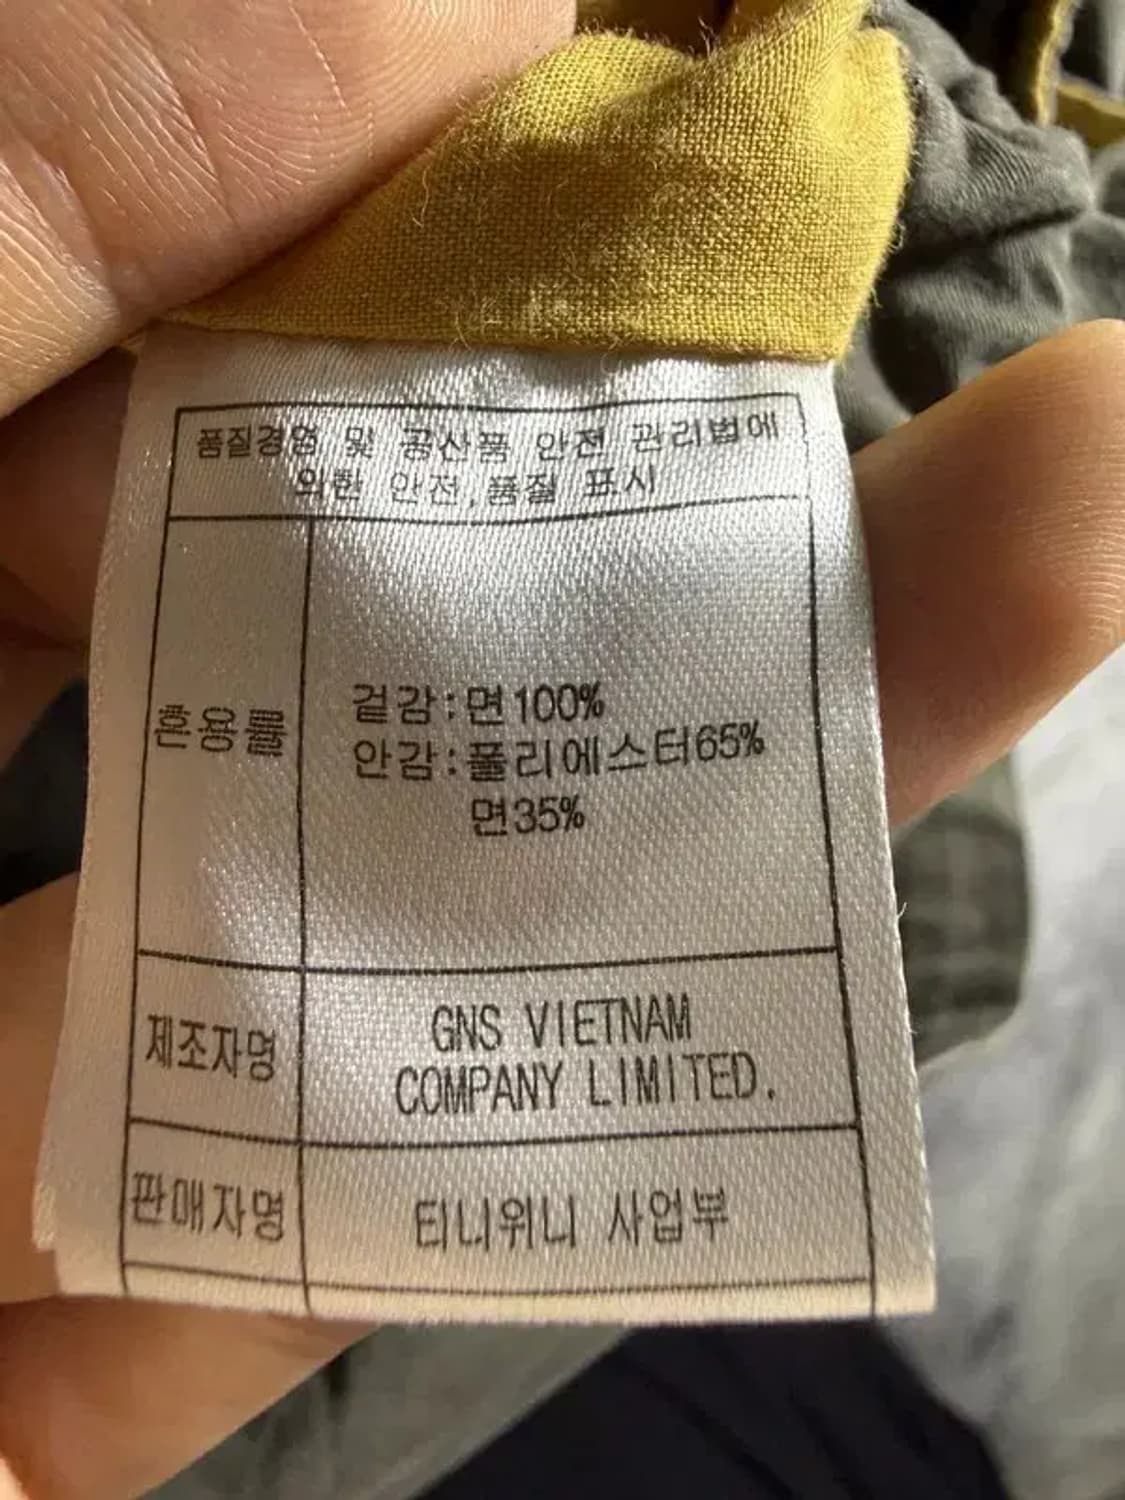 품질경영 및 공산품 안전 관리법에
의한 안전,품질 표시
혼용률
겉감:면100%
안감:폴리에스터65%
면35%
제조자명
GNS VIETNAM
COMPANY LIMITED.
판매자명
티니위니 사업부